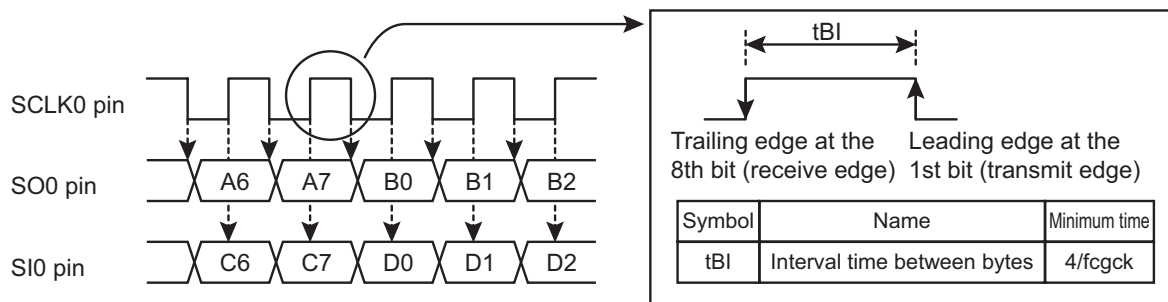 SCLK0 pin
SO0 pin
A6 A7 B0 B1 B2
SI0 pin
C6 C7 D0 D1 D2
tBI
Trailing edge at the
8th bit (receive edge)
Leading edge at the
1st bit (transmit edge)
Symbol Name Minimum time
tBI Interval time between bytes 4/fcgck